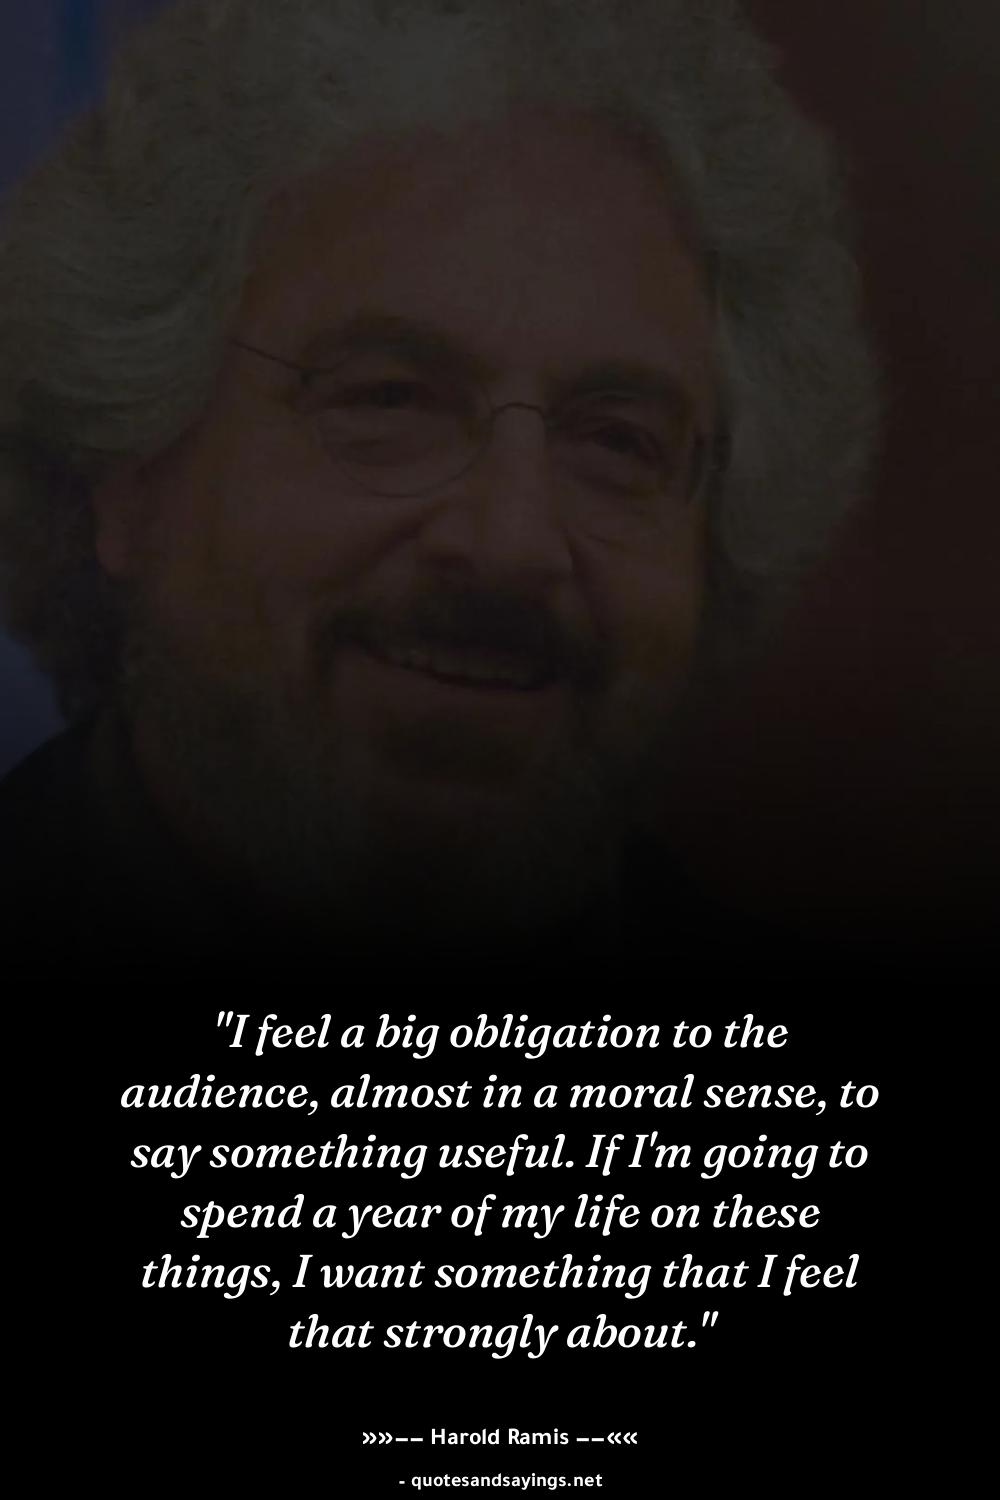 "I feel a big obligation to the
audience, almost in a moral sense, to
say something useful. If I'm going to
spend a year of my life on these
things, I want something that I feel
that strongly about."
»»−− Harold Ramis −−««
- quotesandsayings.net